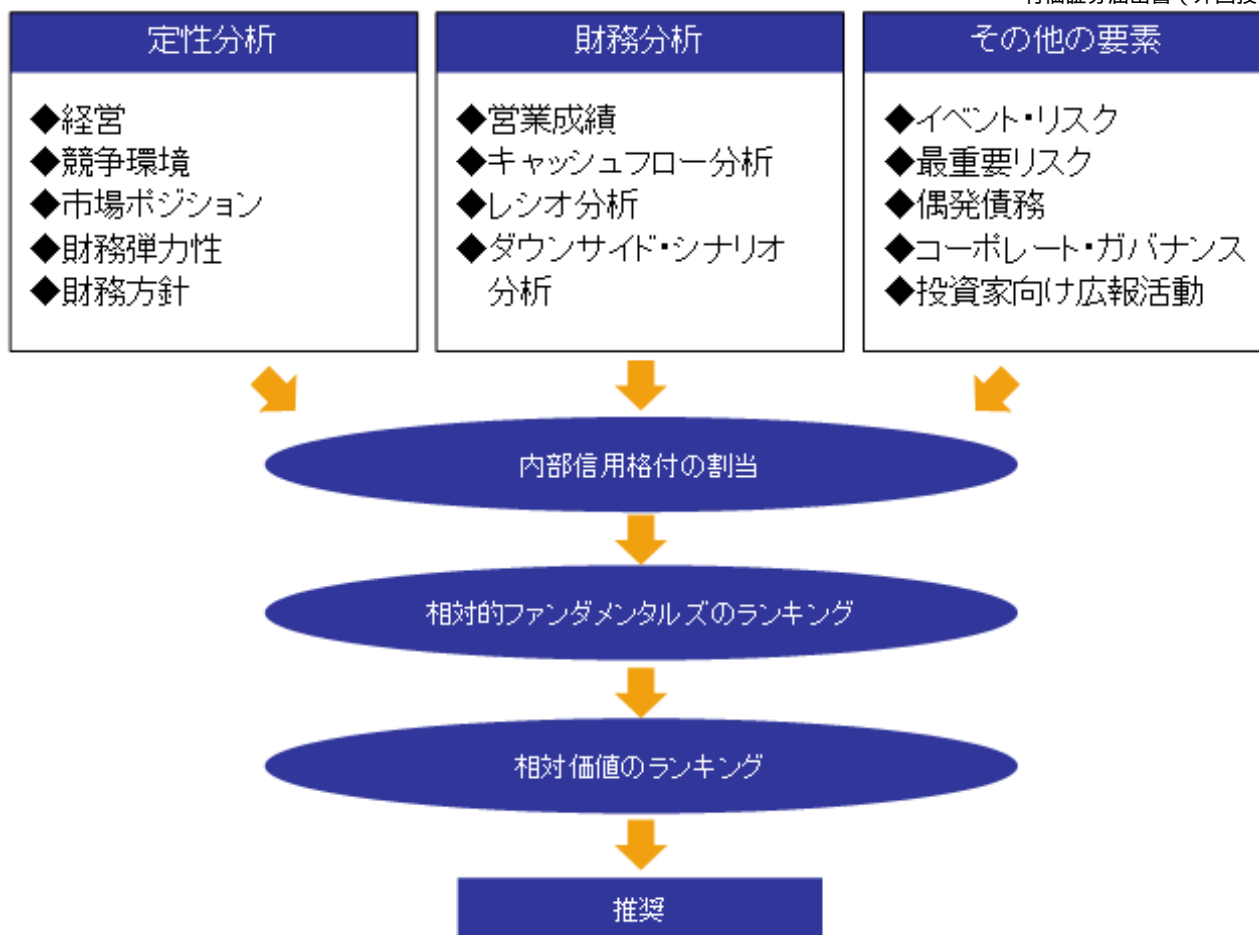 定性分析
◆経営
◆競争環境
◆市場ポジション
◆財務弾力性
◆財務方針
財務分析
◆営業成績
◆キャッシュフロー分析
◆レシオ分析
◆ダウンサイド・シナリオ
分析
その他の要素
◆イベント・リスク
◆最重要リスク
◆偶発債務
◆コーポレート・ガバナンス
◆投資家向け広報活動
内部信用格付の割当
相対的ファンダメンタルズのランキング
相対価値のランキング
推奨